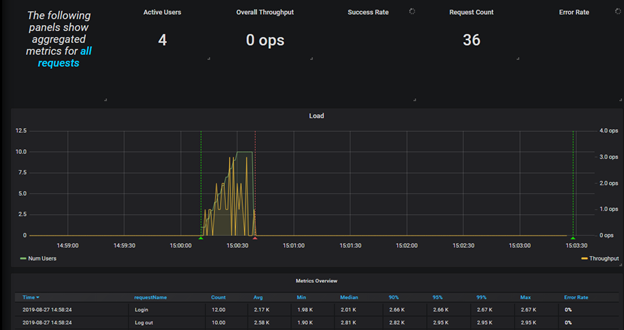 The following
panels show
aggregated
metrics for all
requests
Active Users
4
Overall Throughput
0 ops
Success Rate
Request Count
36
Error Rate
Load
12.5
10.0
7.5
5.0
2.5
0
4.0 ops
3.0 ops
2.0 ops
1.0 ops
0 ops
14:59:00 14:59:30 15:00:00 15:00:30 15:01:00 15:01:30 15:02:00 15:02:30 15:03:00 15:03:30
Num Users Throughput
Metrics Overview
Time requestName Count Avg Min Median 90% 95% 99% Max Error Rate
2019-08-27 14:58:24 Login 12.00 2.17 K 1.98 K 2.01 K 2.66 K 2.66 K 2.67 K 2.67 K 0%
2019-08-27 14:58:24 Log out 10.00 2.58 K 1.90 K 2.81 K 2.82 K 2.95 K 2.95 K 2.95 K 0%